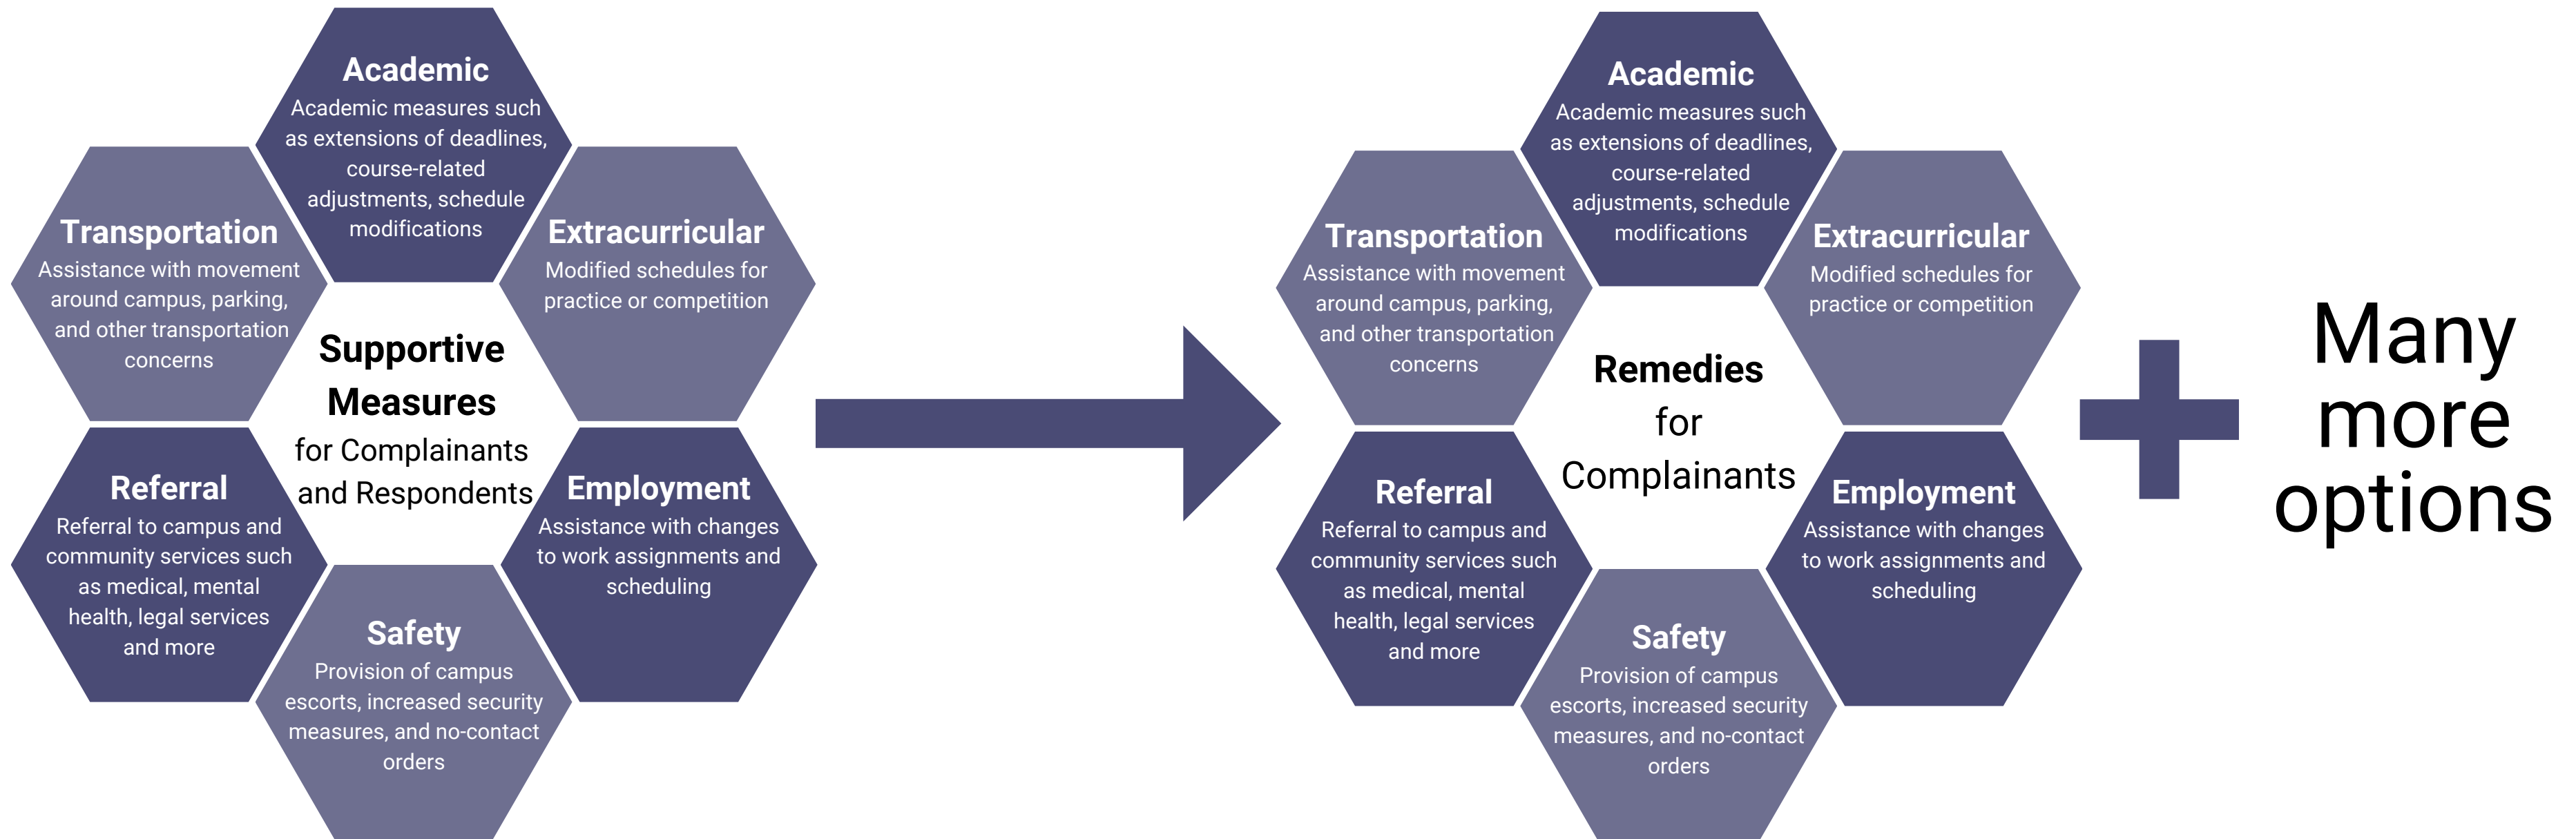 Academic
Academic measures such
as extensions of deadlines,
course-related
adjustments, schedule
modifications
Transportation
Assistance with movement
around campus, parking,
and other transportation
concerns
Extracurricular
Modified schedules for
practice or competition
Supportive
Measures
for Complainants
and Respondents
Referral
Referral to campus and
community services such
as medical, mental
health, legal services
and more
Employment
Assistance with changes
to work assignments and
scheduling
Safety
Provision of campus
escorts, increased security
measures, and no-contact
orders
Academic
Academic measures such
as extensions of deadlines,
course-related
adjustments, schedule
modifications
Transportation
Assistance with movement
around campus, parking,
and other transportation
concerns
Extracurricular
Modified schedules for
practice or competition
Remedies
for
Complainants
Referral
Referral to campus and
community services such
as medical, mental
health, legal services
and more
Employment
Assistance with changes
to work assignments and
scheduling
Safety
Provision of campus
escorts, increased security
measures, and no-contact
orders
Many
more
options